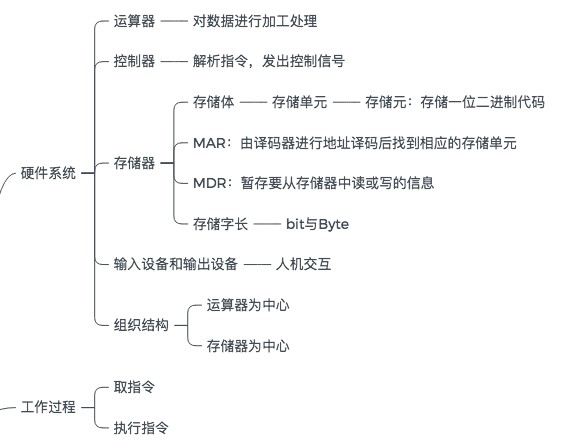 运算器
对数据进行加工处理
控制器
解析指令，发出控制信号
存储体
存储单元
存储元：存储一位二进制代码
MAR：由译码器进行地址译码后找到相应的存储单元
硬件系统
存储器
MDR：暂存要从存储器中读或写的信息
存储字长
bit与Byte
输入设备和输出设备
人机交互
运算器为中心
组织结构
存储器为中心
取指令
工作过程
执行指令